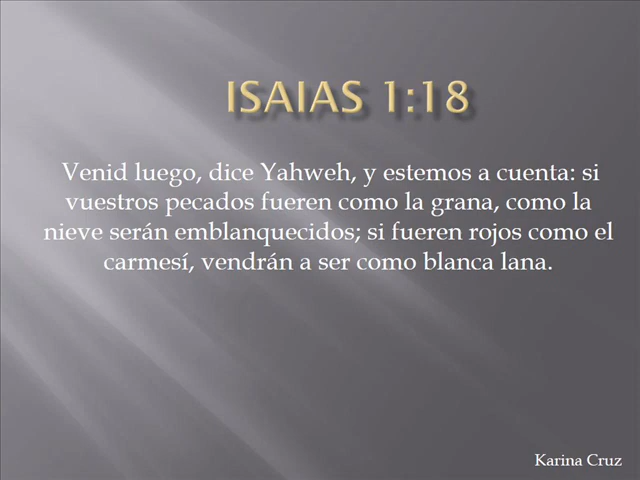 ISAIAS 1:18
Venid luego, dice Yahweh, y estemos a cuenta: si
vuestros pecados fueren como la grana, como la
nieve serán emblanquecidos; si fueren rojos como el
carmesí, vendrán a ser como blanca lana.
Karina Cruz